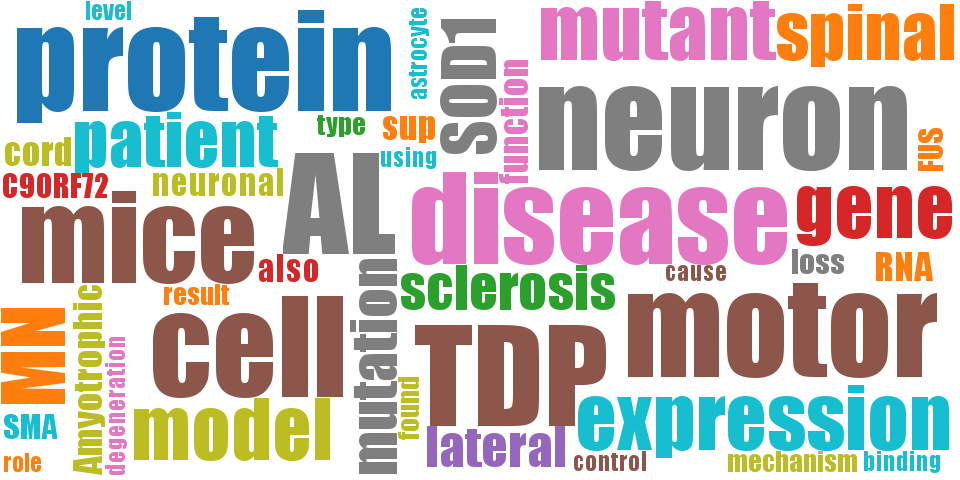 level
protein
astrocyte
SOD1
mutant
spinal
function
neuron
type
sup
patient
cord
using
FUS
C9ORF72
neuronal
AL
disease
gene
mice
also
loss
RNA
cause
sclerosis
result
mutation
motor
Amyotrophic
MN
cell
TDP
degeneration
found
expression
model
SMA
lateral
role
control
mechanism
binding